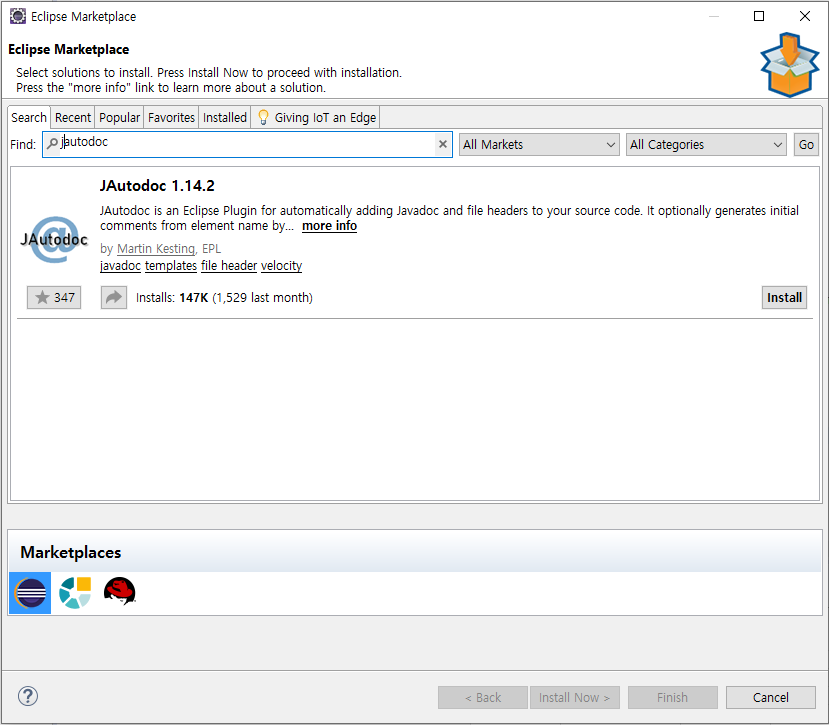 Eclipse Marketplace
Eclipse Marketplace
Select solutions to install. Press Install Now to proceed with installation.
Press the "more info" link to learn more about a solution.
Search Recent Popular Favorites Installed Giving IoT an Edge
Find: jautodoc All Markets All Categories Go
JAutodoc 1.14.2
JAutodoc is an Eclipse Plugin for automatically adding Javadoc and file headers to your source code. It optionally generates initial
comments from element name by... more info
JAutodoc
by Martin Kesting, EPL
javadoc templates file header velocity
347 Installs: 147K (1,529 last month) Install
Marketplaces
< Back Install Now > Finish Cancel